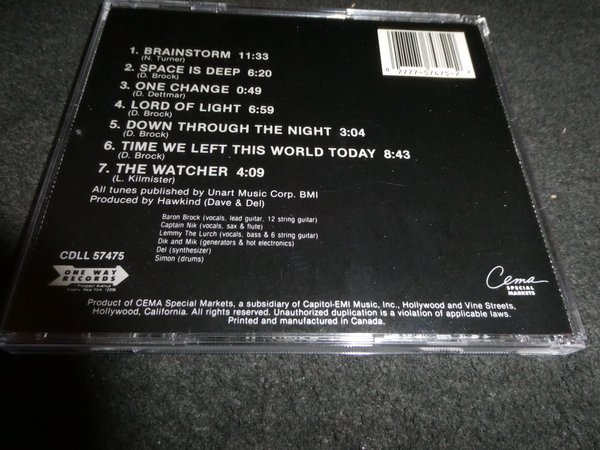 1. BRAINSTORM 11:33
(N. Turner)
2. SPACE IS DEEP 6:20
(D. Brock)
3. ONE CHANGE 0:49
(D. Dettmar)
4. LORD OF LIGHT 6:59
(D. Brock)
5. DOWN THROUGH THE NIGHT 3:04
(D. Brock)
6. TIME WE LEFT THIS WORLD TODAY 8:43
(D. Brock)
7. THE WATCHER 4:09
(L. Kilmister)
All tunes published by Unart Music Corp. BMI
Produced by Hawkind (Dave & Del)
Baron Brock (vocals, lead guitar, 12 string guitar)
Captain Nik (vocals, sax & flute)
Lemmy The Lurch (vocals, bass & 6 string guitar)
Dik and Mik (generators & hot electronics)
Del (synthesizer)
Simon (drums)
CDLL 57475
ONE WAY
RECORDS
Prospect Avenue
Albany, New York 12206
Cema
SPECIAL
MARKETS
Product of CEMA Special Markets, a subsidiary of Capitol-EMI Music, Inc., Hollywood and Vine Streets,
Hollywood, California. All rights reserved. Unauthorized duplication is a violation of applicable laws.
Printed and manufactured in Canada.